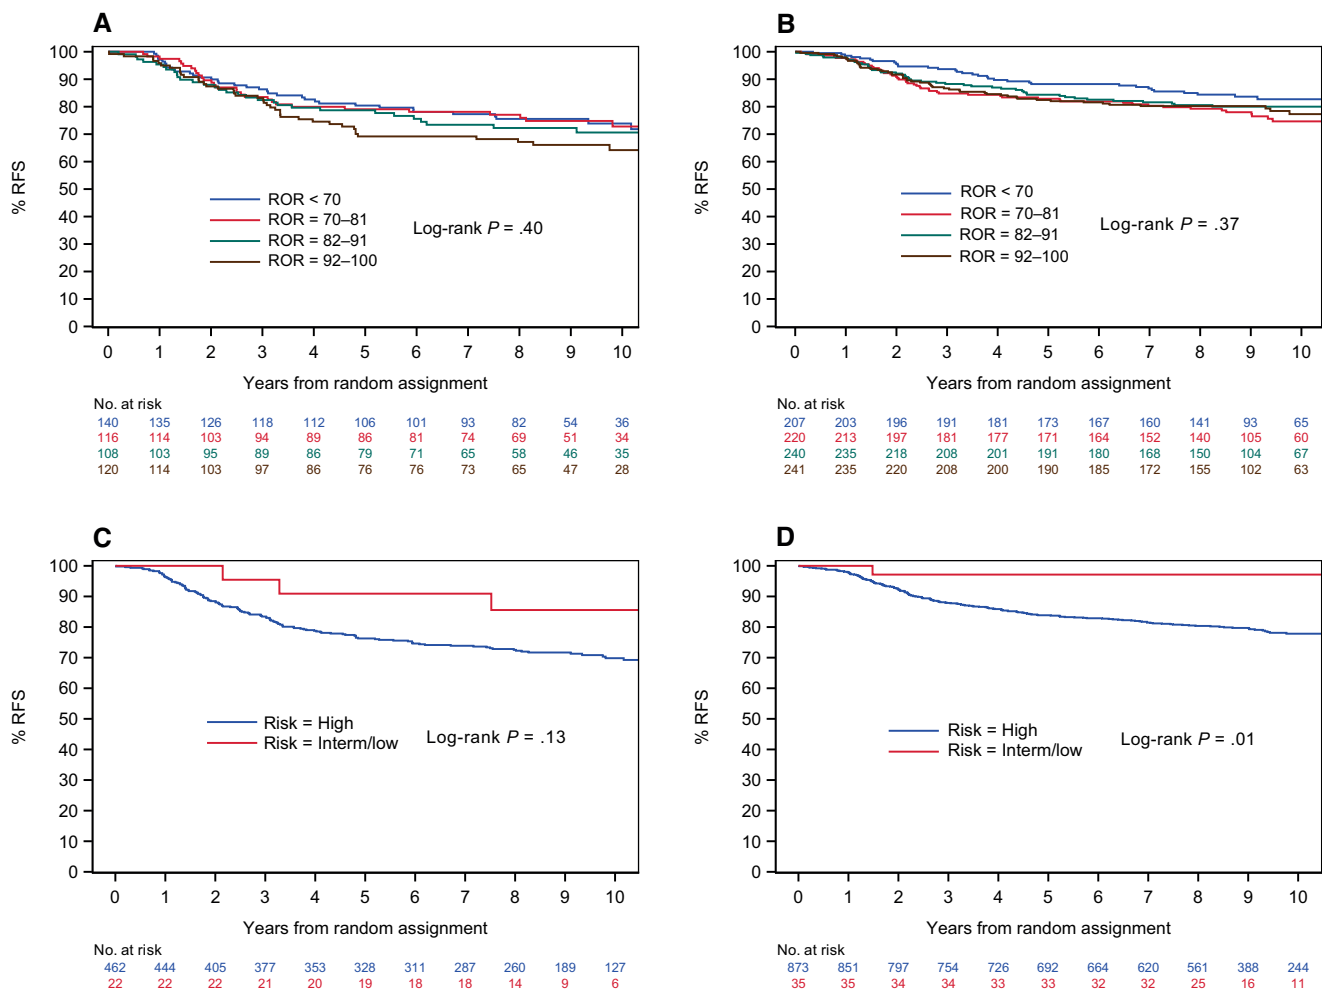 A
% RFS
100
90
80
70
60
50
40
30
20
10
0
ROR < 70
ROR = 70–81
ROR = 82–91
ROR = 92–100
Log-rank P = .40
0 1 2 3 4 5 6 7 8 9 10
Years from random assignment
No. at risk
140 135 126 118 112 106 101 93 82 54 36
116 114 103 94 89 86 81 74 69 51 34
108 103 95 89 86 79 71 65 58 46 35
120 114 103 97 86 76 76 73 65 47 28
B
% RFS
100
90
80
70
60
50
40
30
20
10
0
ROR < 70
ROR = 70–81
ROR = 82–91
ROR = 92–100
Log-rank P = .37
0 1 2 3 4 5 6 7 8 9 10
Years from random assignment
No. at risk
207 203 196 191 181 173 167 160 141 93 65
220 213 197 181 177 171 164 152 140 105 60
240 235 218 208 201 191 180 168 150 104 67
241 235 220 208 200 190 185 172 155 102 63
C
% RFS
100
90
80
70
60
50
40
30
20
10
0
Risk = High
Risk = Interm/low
Log-rank P = .13
0 1 2 3 4 5 6 7 8 9 10
Years from random assignment
No. at risk
462 444 405 377 353 328 311 287 260 189 127
22 22 22 21 20 19 18 18 14 9 6
D
% RFS
100
90
80
70
60
50
40
30
20
10
0
Risk = High
Risk = Interm/low
Log-rank P = .01
0 1 2 3 4 5 6 7 8 9 10
Years from random assignment
No. at risk
873 851 797 754 726 692 664 620 561 388 244
35 35 34 34 33 33 32 32 25 16 11